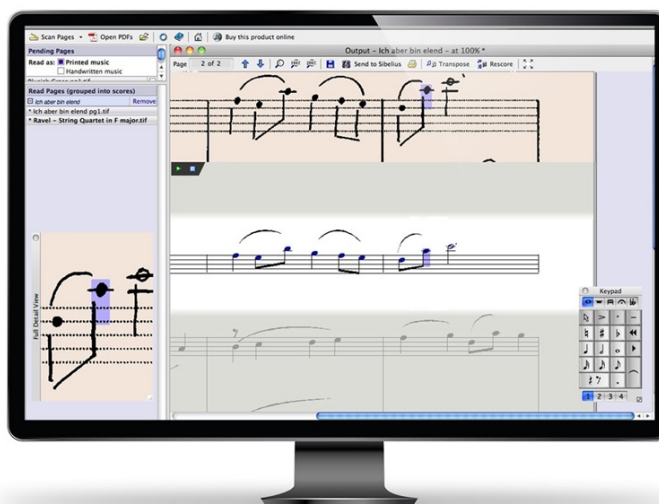 Scan Pages Open PDFs Buy this product online
Pending Pages
Read as: Printed music
Handwritten music
Read Pages (grouped into scores)
Ich aber bin elend Remove
* Ich aber bin elend pg1.tif
* Ravel - String Quartet in F major.tif
Full Detail View
Output - Ich aber bin elend - at 100% *
Page 2 of 2 Send to Sibelius Transpose Rescore
Keypad
1 2 3 4